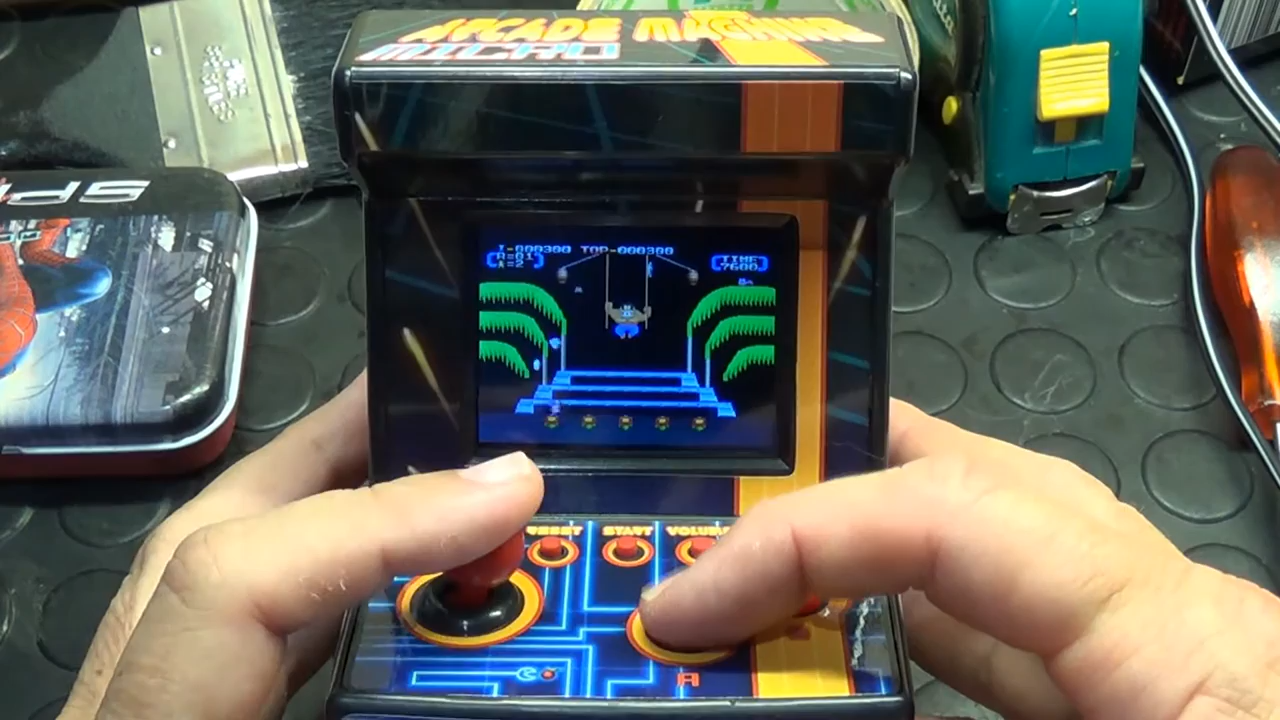 ARCADE MACHINE
MICRO
I-000300 TOP-000300
TIME
7600
RESET START VOLUME
A